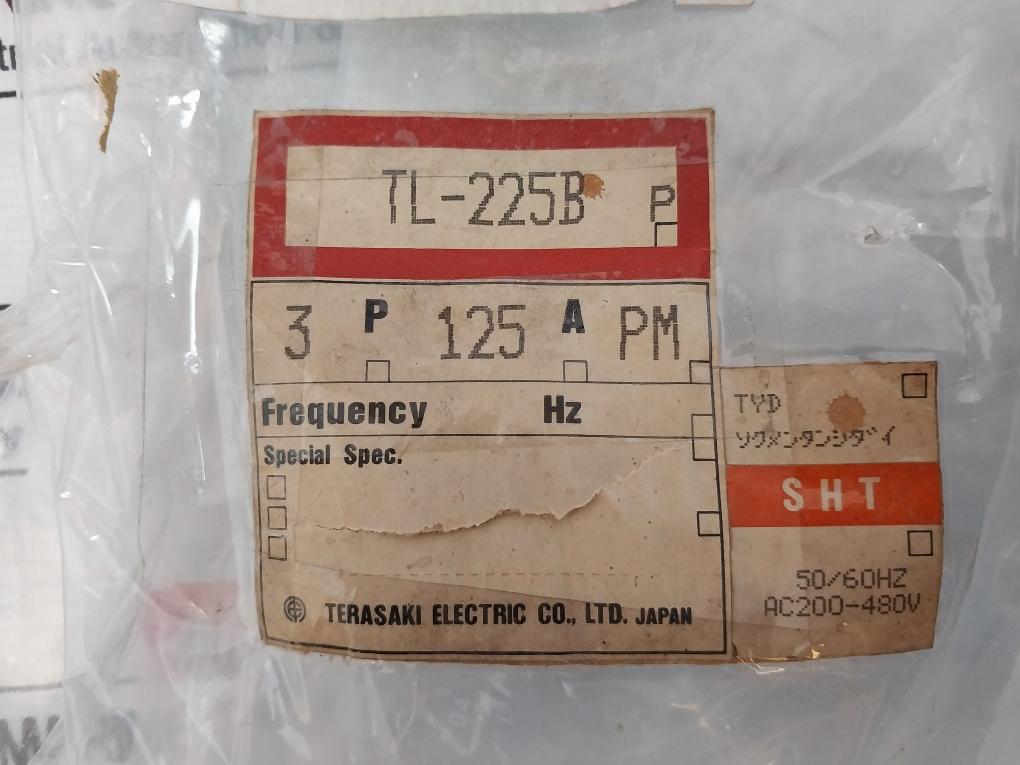 TL-225B P
3 P 125 A PM
Frequency Hz
Special Spec.
TERASAKI ELECTRIC CO., LTD. JAPAN
TYD
ソクメンタンシダイ
SHT
50/60HZ
AC200-480V